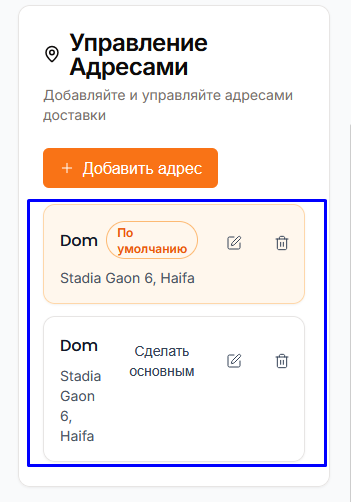 Управление
Адресами
Добавляйте и управляйте адресами
доставки
Добавить адрес
Dom
По
умолчанию
Stadia Gaon 6, Haifa
Dom
Сделать
основным
Stadia
Gaon
6,
Haifa